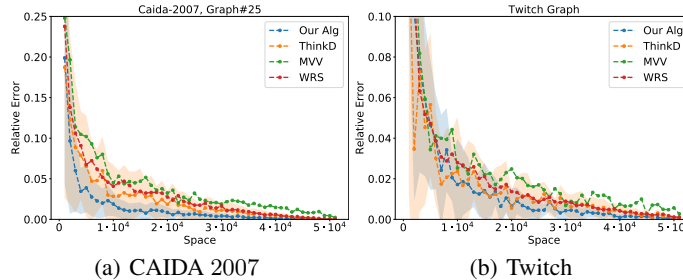 Caida-2007, Graph#25
Relative Error
0.25
0.20
0.15
0.10
0.05
0.00
Our Alg
ThinkD
MVV
WRS
0 1·10⁴ 2·10⁴ 3·10⁴ 4·10⁴ 5·10⁴
Space
(a) CAIDA 2007
Twitch Graph
Relative Error
0.10
0.06
0.04
0.04
0.02
0.00
Our Alg
ThinkD
MVV
WRS
0 1·10⁴ 2·10⁴ 3·10⁴ 4·10⁴ 5·10⁴
Space
(b) Twitch